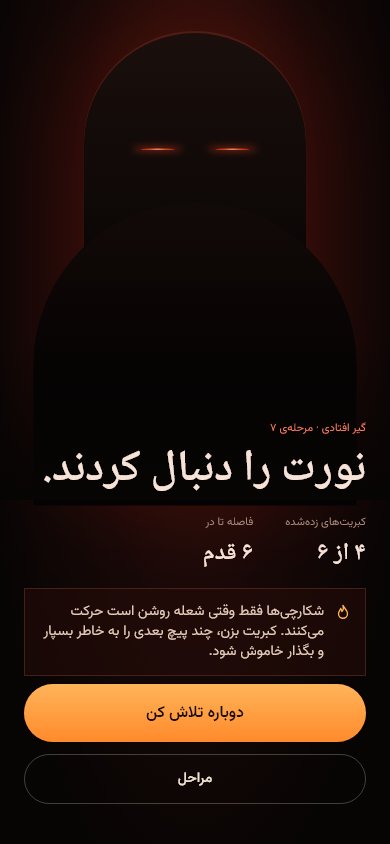 گیر افتادی · مرحله‌ی ۷
نورت را دنبال کردند.
کبریت‌های زده‌شده
۴ از ۶
فاصله تا در
۶ قدم
شکارچی‌ها فقط وقتی شعله روشن است حرکت
می‌کنند. کبریت بزن، چند پیچ بعدی را به خاطر بسپار
و بگذار خاموش شود.
دوباره تلاش کن
مراحل